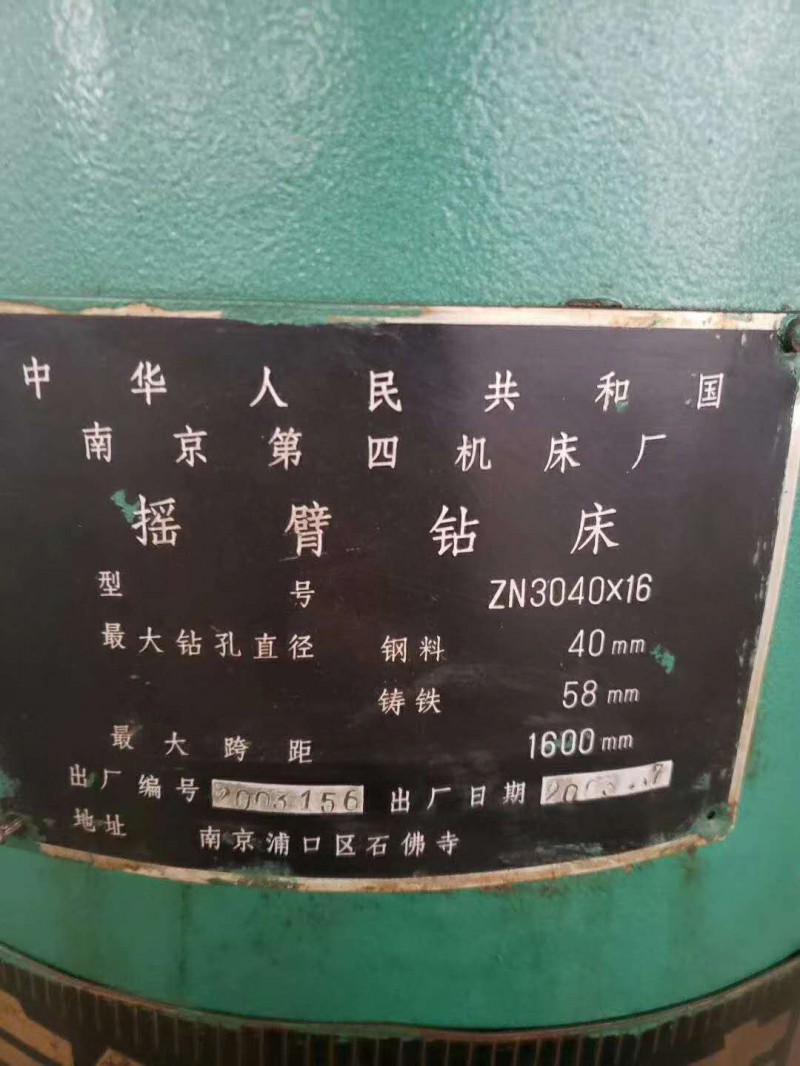 中华人民共和国
南京第四机床厂
摇臂钻床
型号 ZN3040×16
最大钻孔直径 钢料 40mm
铸铁 58mm
最大跨距 1600mm
出厂编号 2003156 出厂日期
地址 南京浦口区石佛寺